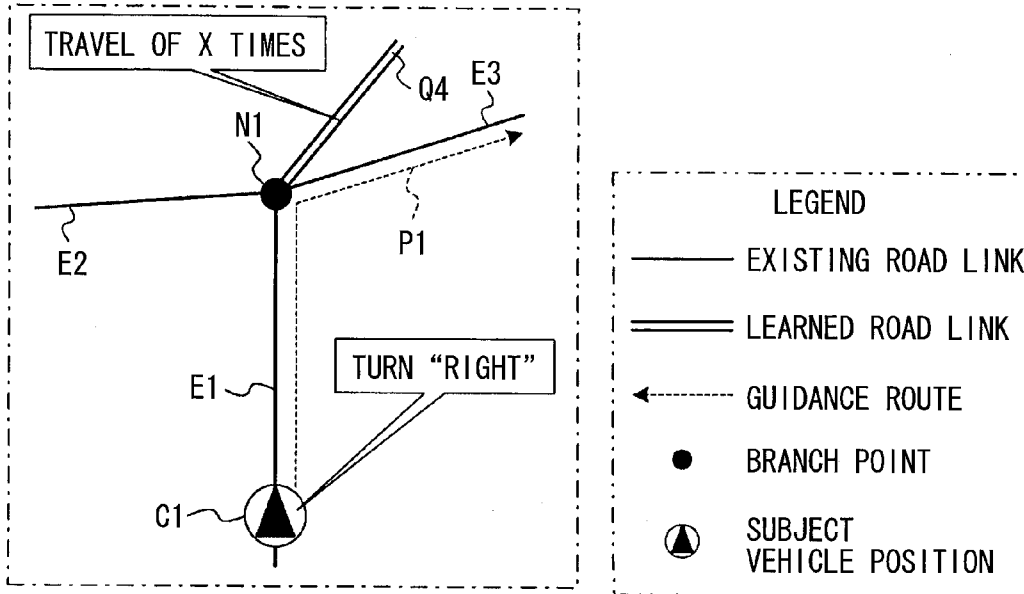 TRAVEL OF X TIMES
Q4
E3
N1
E2
P1
E1
TURN “RIGHT”
C1
LEGEND
EXISTING ROAD LINK
LEARNED ROAD LINK
GUIDANCE ROUTE
BRANCH POINT
SUBJECT
VEHICLE POSITION